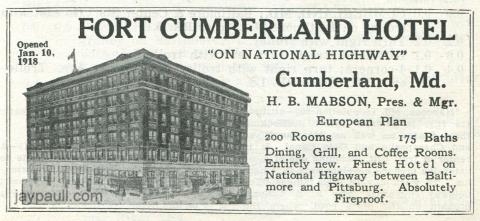 FORT CUMBERLAND HOTEL
Opened
Jan. 10,
1918
"ON NATIONAL HIGHWAY"
Cumberland, Md.
H. B. MABSON, Pres. & Mgr.
European Plan
200 Rooms 175 Baths
Dining, Grill, and Coffee Rooms.
Entirely new. Finest Hotel on
National Highway between Balti-
more and Pittsburg. Absolutely
Fireproof.
jaypaull.com